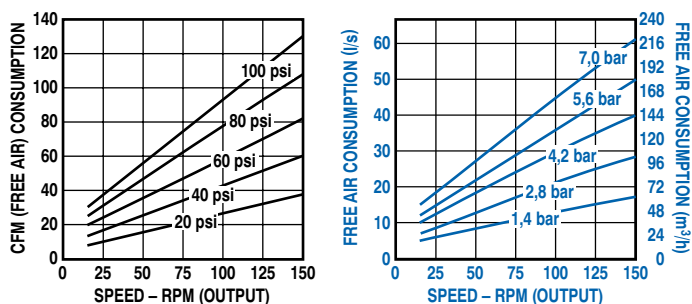 CFM (FREE AIR) CONSUMPTION
140
120
100
80
60
40
20
0
100 psi
80 psi
60 psi
40 psi
20 psi
0 25 50 75 100 125 150
SPEED – RPM (OUTPUT)
FREE AIR CONSUMPTION (l/s)
60
50
40
30
20
10
0
7,0 bar
5,6 bar
4,2 bar
2,8 bar
1,4 bar
240
216
192
168
144
120
96
72
48
24
0
FREE AIR CONSUMPTION (m³/h)
0 25 50 75 100 125 150
SPEED – RPM (OUTPUT)